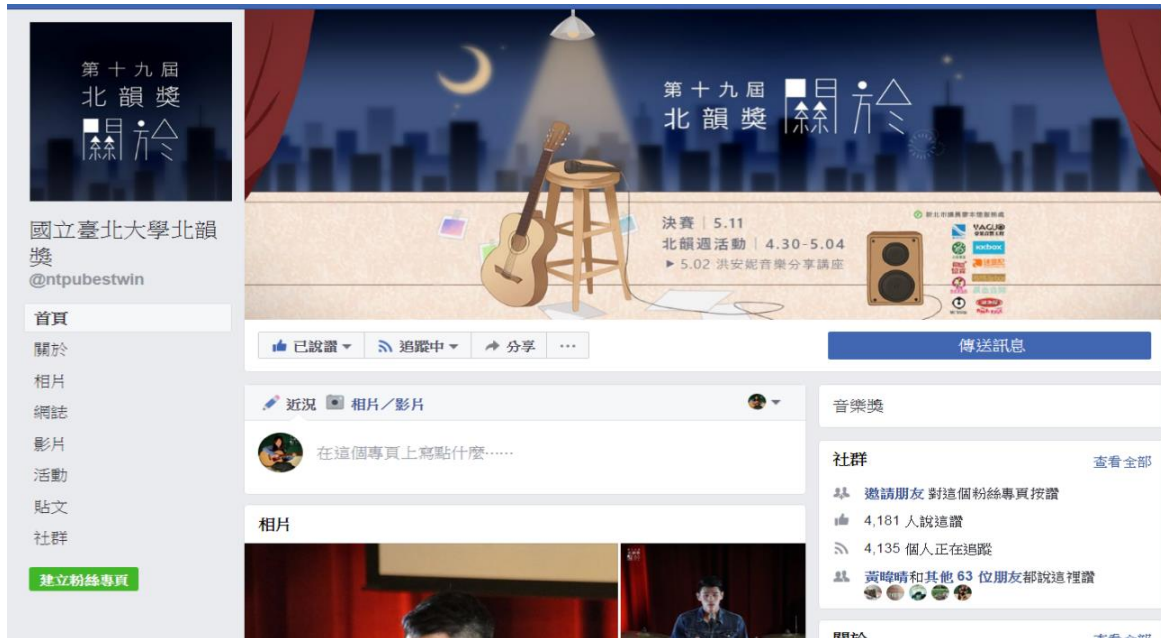 第十九屆
北韻獎
關於
國立臺北大學北韻
獎
@ntpubestwin
首頁
關於
相片
網誌
影片
活動
貼文
社群
建立粉絲專頁
第十九屆
北韻獎 關於
決賽｜5.11
北韻週活動｜4.30-5.04
▶ 5.02 洪安妮音樂分享講座
YAGUO
kkbox
已說讚 追蹤中 分享 ...
傳送訊息
近況 相片／影片
在這個專頁上寫點什麼……
相片
音樂獎
社群 查看全部
邀請朋友 對這個粉絲專頁按讚
4,181 人說這讚
4,135 個人正在追蹤
黃暐晴和其他 63 位朋友都說這裡讚
關於 查看全部